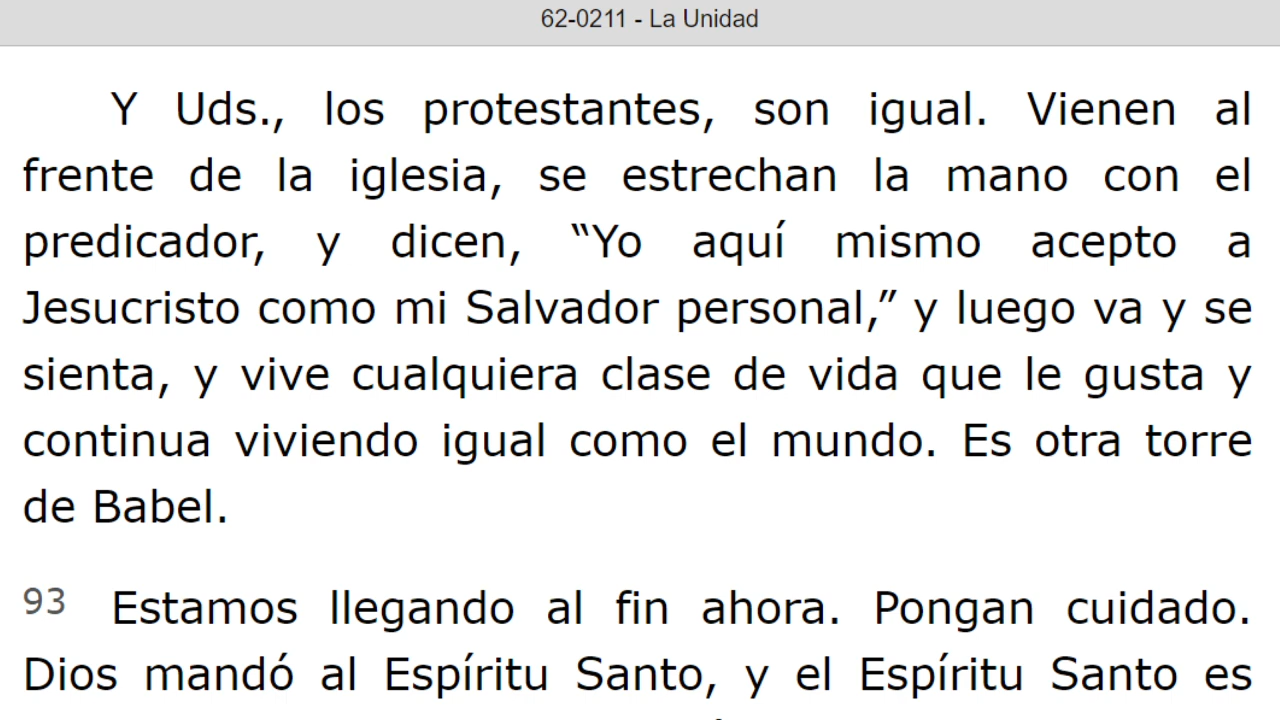 62-0211 - La Unidad
Y Uds., los protestantes, son igual. Vienen al
frente de la iglesia, se estrechan la mano con el
predicador, y dicen, “Yo aquí mismo acepto a
Jesucristo como mi Salvador personal,” y luego va y se
sienta, y vive cualquiera clase de vida que le gusta y
continua viviendo igual como el mundo. Es otra torre
de Babel.
93 Estamos llegando al fin ahora. Pongan cuidado.
Dios mandó al Espíritu Santo, y el Espíritu Santo es